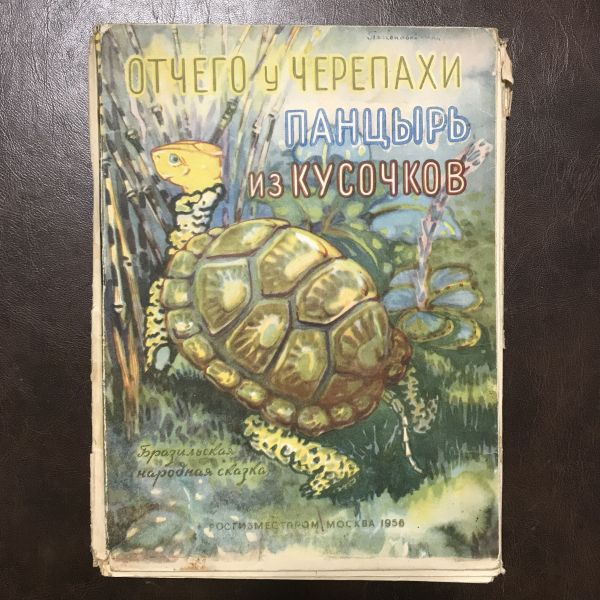 ОТЧЕГО У ЧЕРЕПАХИ
ПАНЦЫРЬ
ИЗ КУСОЧКОВ
Бразильская
народная сказка
РОСГИЗМЕСТПРОМ МОСКВА 1956